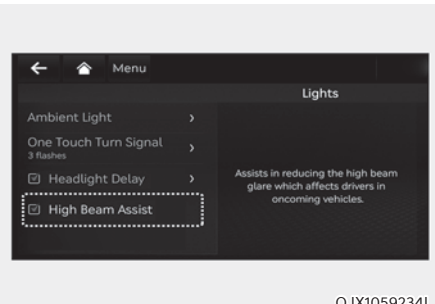 Menu
Lights
Ambient Light
One Touch Turn Signal
3 flashes
Headlight Delay
High Beam Assist
Assists in reducing the high beam
glare which affects drivers in
oncoming vehicles.
OJX1059234L